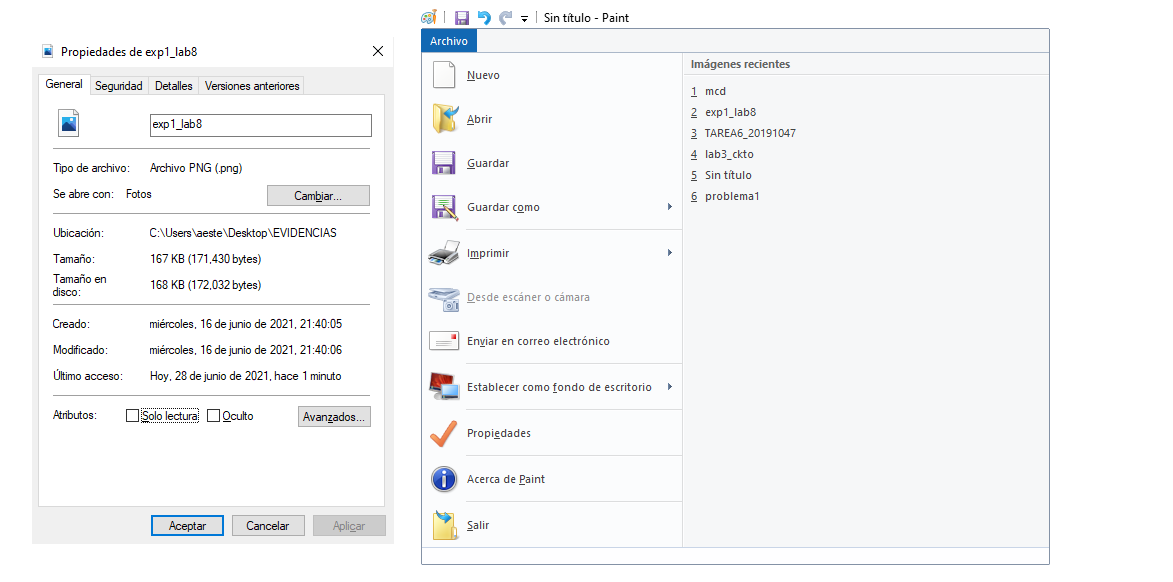 Propiedades de exp1_lab8
General Seguridad Detalles Versiones anteriores
exp1_lab8
Tipo de archivo: Archivo PNG (.png)
Se abre con: Fotos Cambiar...
Ubicación: C:\Users\aeste\Desktop\EVIDENCIAS
Tamaño: 167 KB (171,430 bytes)
Tamaño en
disco: 168 KB (172,032 bytes)
Creado: miércoles, 16 de junio de 2021, 21:40:05
Modificado: miércoles, 16 de junio de 2021, 21:40:06
Último acceso: Hoy, 28 de junio de 2021, hace 1 minuto
Atributos: Solo lectura Oculto Avanzados...
Aceptar Cancelar Aplicar
Sin título - Paint
Archivo
Nuevo
Abrir
Guardar
Guardar como
Imprimir
Desde escáner o cámara
Enviar en correo electrónico
Establecer como fondo de escritorio
Propiedades
Acerca de Paint
Salir
Imágenes recientes
1 mcd
2 exp1_lab8
3 TAREA6_20191047
4 lab3_ckto
5 Sin título
6 problema1